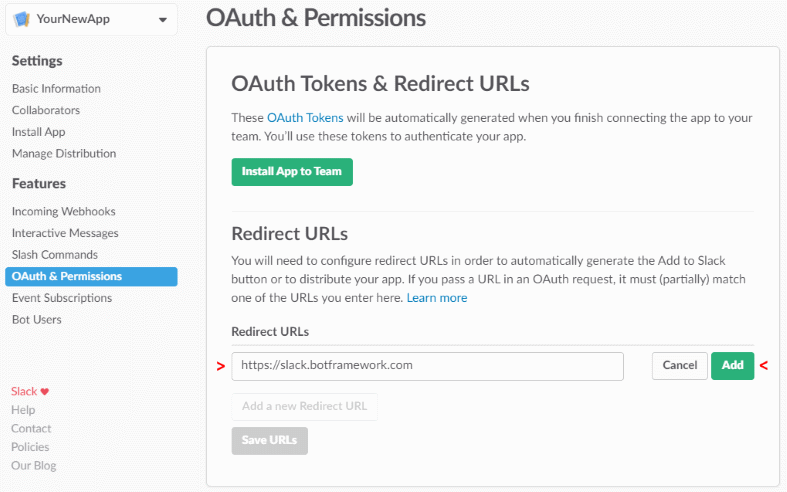 YourNewApp
Settings
Basic Information
Collaborators
Install App
Manage Distribution
Features
Incoming Webhooks
Interactive Messages
Slash Commands
OAuth & Permissions
Event Subscriptions
Bot Users
Slack
Help
Contact
Policies
Our Blog
OAuth & Permissions
OAuth Tokens & Redirect URLs
These OAuth Tokens will be automatically generated when you finish connecting the app to your
team. You’ll use these tokens to authenticate your app.
Install App to Team
Redirect URLs
You will need to configure redirect URLs in order to automatically generate the Add to Slack
button or to distribute your app. If you pass a URL in an OAuth request, it must (partially) match
one of the URLs you enter here. Learn more
Redirect URLs
> https://slack.botframework.com Cancel Add <
Add a new Redirect URL
Save URLs